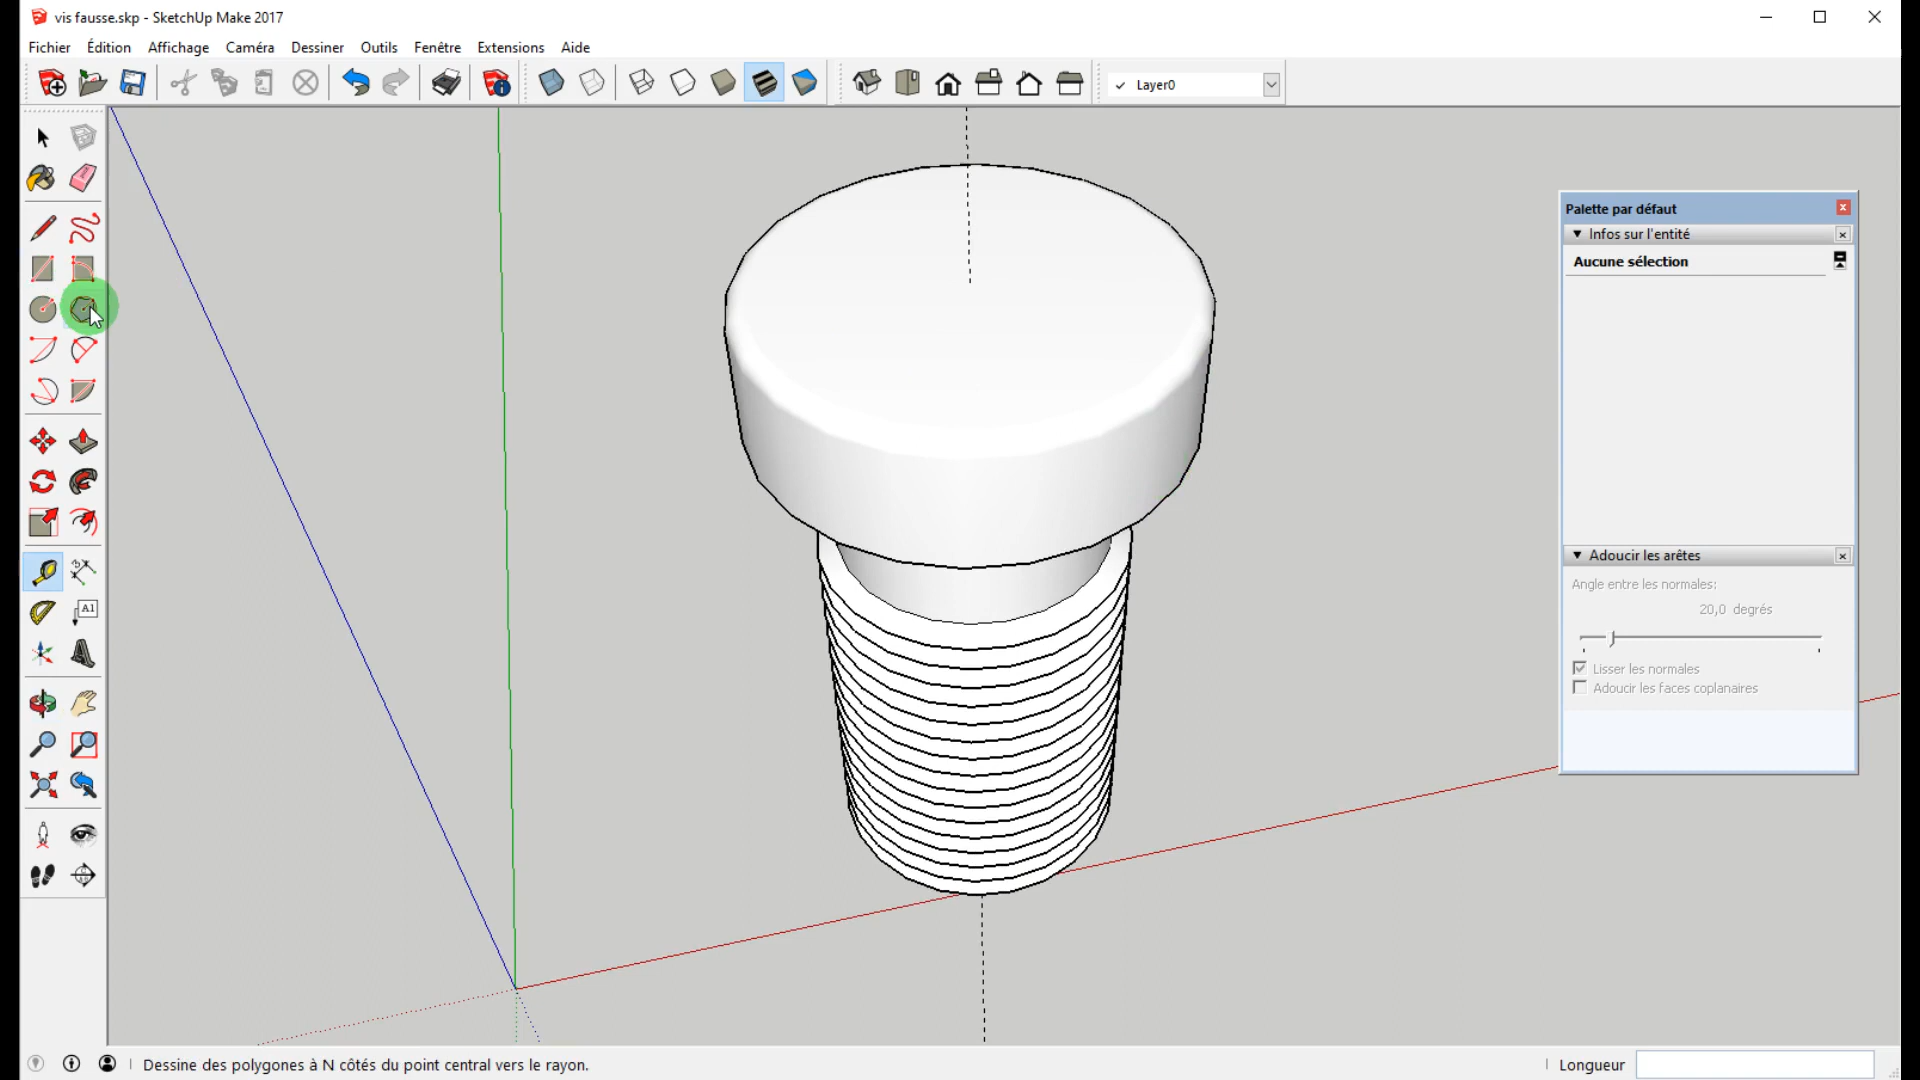 vis fausse.skp - SketchUp Make 2017
Fichier Édition Affichage Caméra Dessiner Outils Fenêtre Extensions Aide
Layer0
Palette par défaut
Infos sur l'entité
Aucune sélection
A1
Adoucir les arêtes
Angle entre les normales:
20,0 degrés
Lisser les normales
Adoucir les faces coplanaires
Dessine des polygones à N côtés du point central vers le rayon.
Longueur